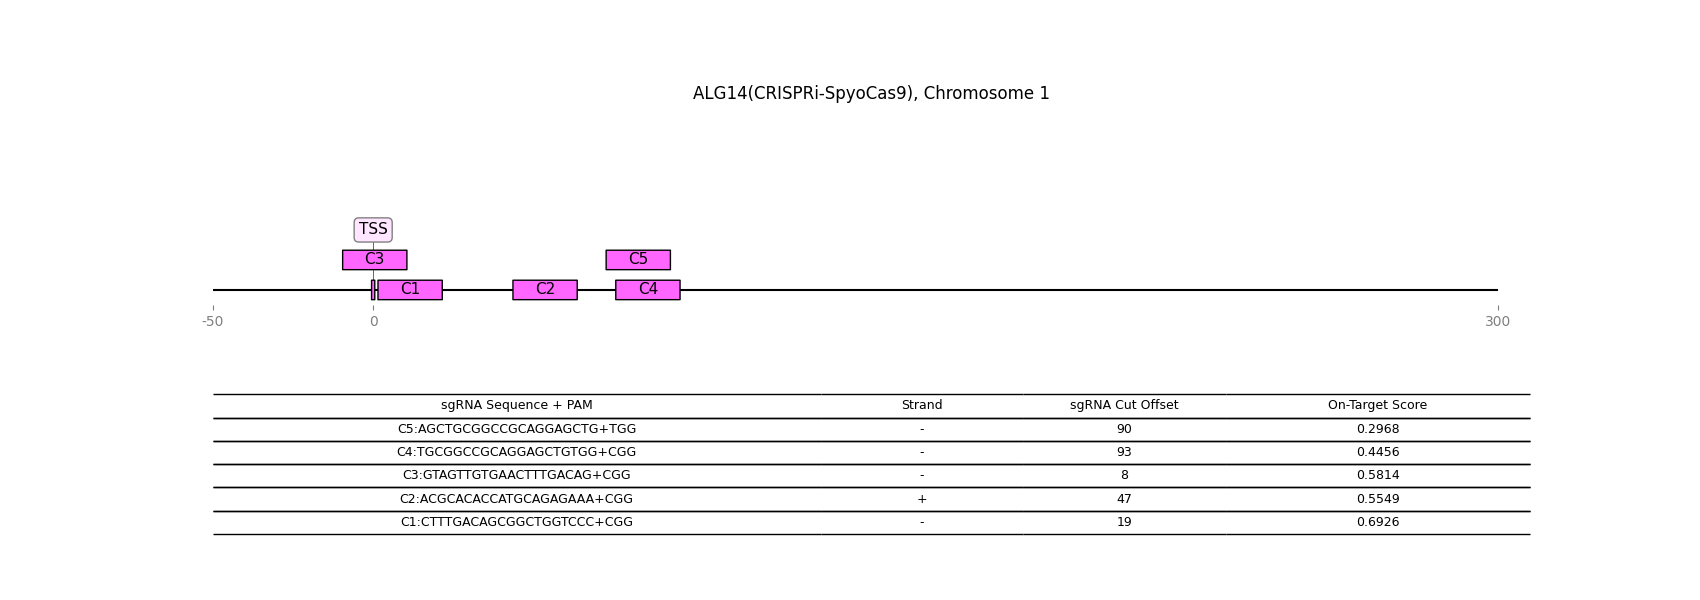 ALG14(CRISPRi-SpyoCas9), Chromosome 1
TSS
C3 C5
C1 C2 C4
-50 0 300
sgRNA Sequence + PAM Strand sgRNA Cut Offset On-Target Score
C5:AGCTGCGGCCGCAGGAGCTG+TGG - 90 0.2968
C4:TGCGGCCGCAGGAGCTGTGG+CGG - 93 0.4456
C3:GTAGTTGTGAACTTTGACAG+CGG - 8 0.5814
C2:ACGCACACCATGCAGAGAAA+CGG + 47 0.5549
C1:CTTTGACAGCGGCTGGTCCC+CGG - 19 0.6926